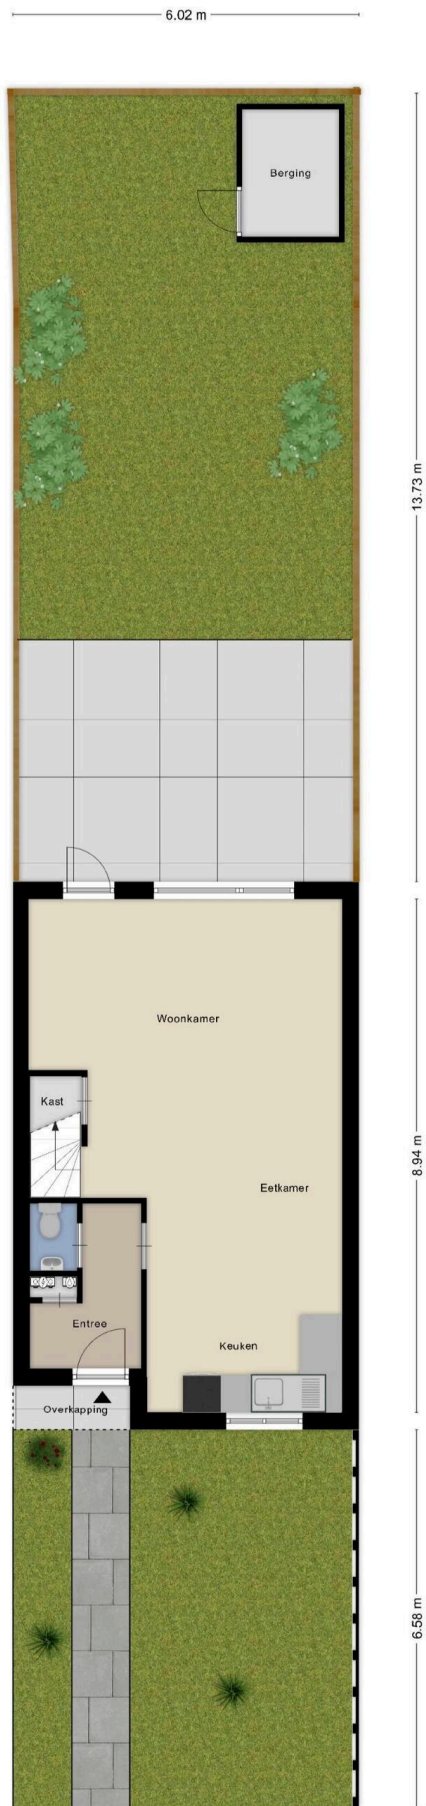 6.02 m
Berging
13.73 m
Woonkamer
Kast
8.94 m
Eetkamer
Entree
Keuken
Overkapping
6.58 m